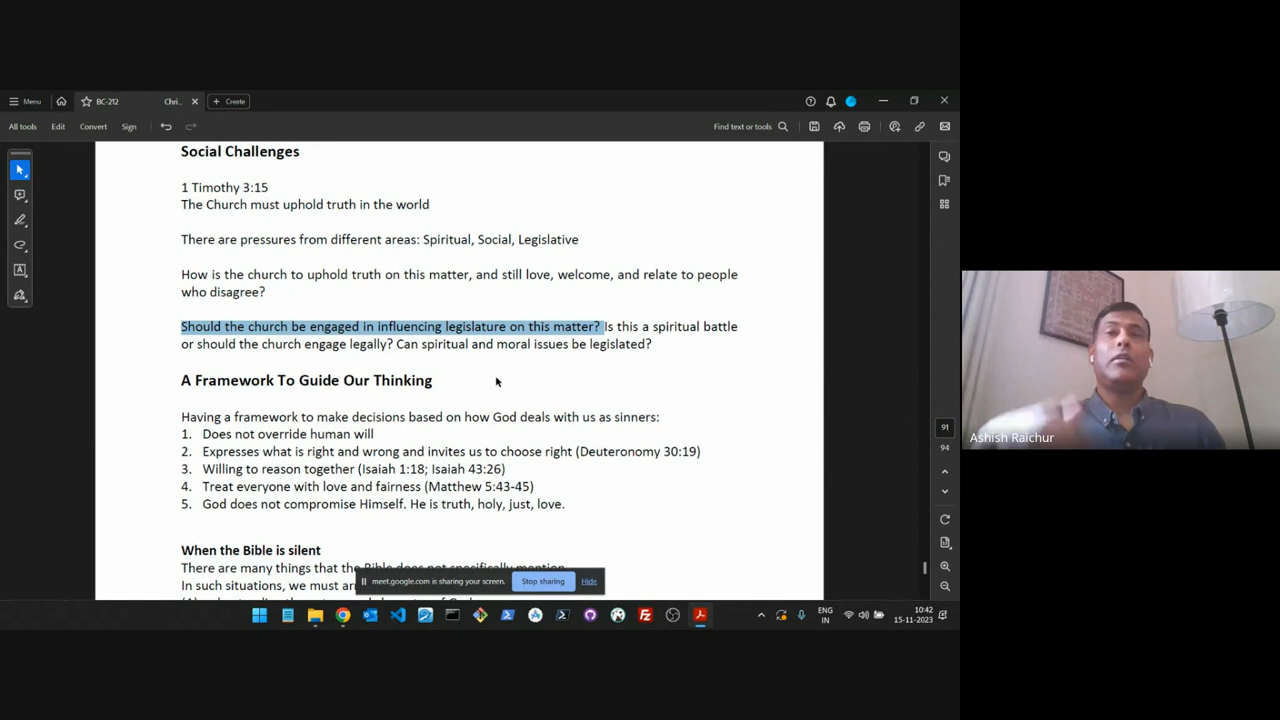 Menu
BC-212
Chri...
Create
All tools
Edit
Convert
Sign
Find text or tools
Social Challenges
1 Timothy 3:15
The Church must uphold truth in the world
There are pressures from different areas: Spiritual, Social, Legislative
How is the church to uphold truth on this matter, and still love, welcome, and relate to people
who disagree?
Should the church be engaged in influencing legislature on this matter? Is this a spiritual battle
or should the church engage legally? Can spiritual and moral issues be legislated?
A Framework To Guide Our Thinking
Having a framework to make decisions based on how God deals with us as sinners:
1. Does not override human will
2. Expresses what is right and wrong and invites us to choose right (Deuteronomy 30:19)
3. Willing to reason together (Isaiah 1:18; Isaiah 43:26)
4. Treat everyone with love and fairness (Matthew 5:43-45)
5. God does not compromise Himself. He is truth, holy, just, love.
When the Bible is silent
There are many things that the Bible does not specifically mention.
In such situations, we must
meet.google.com is sharing your screen.
Stop sharing
Hide
91
94
ENG
IN
10:42
15-11-2023
Ashish Raichur